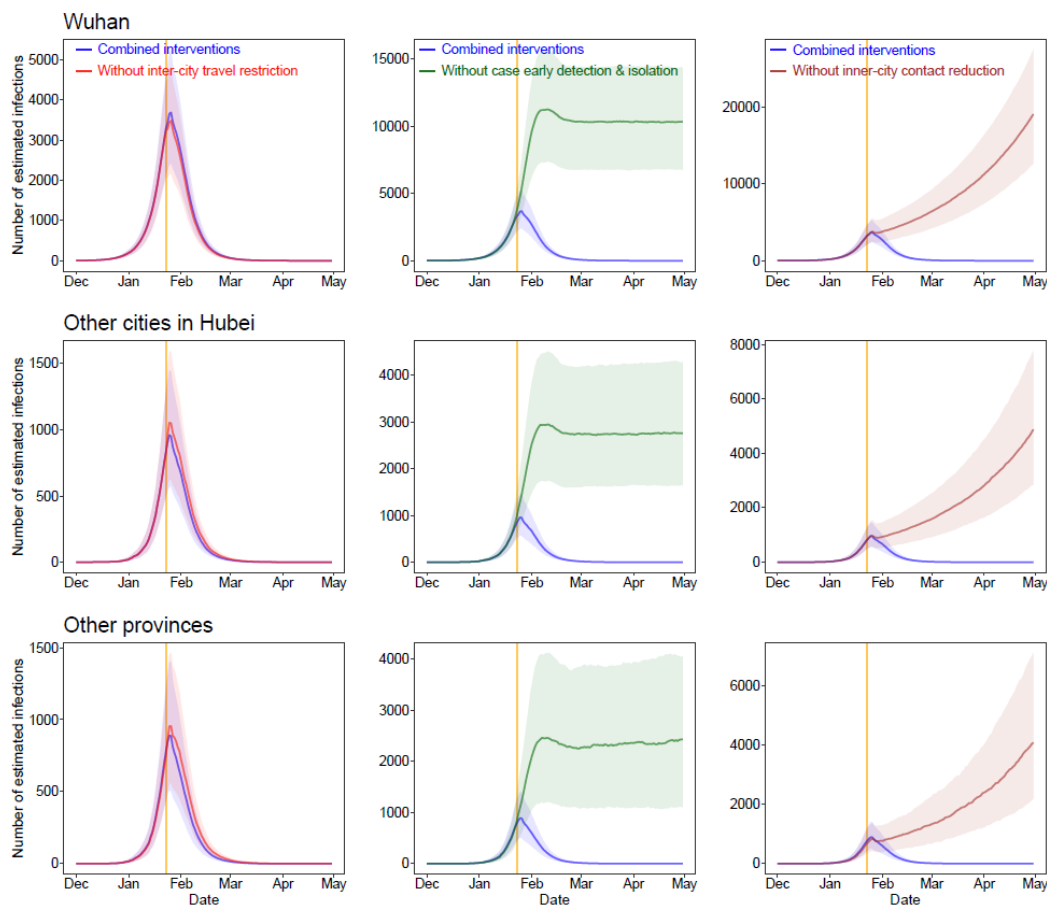 Wuhan
Number of estimated infections
5000
4000
3000
2000
1000
0
Combined interventions
Without inter-city travel restriction
Dec Jan Feb Mar Apr May
15000
10000
5000
0
Combined interventions
Without case early detection & isolation
Dec Jan Feb Mar Apr May
20000
10000
0
Combined interventions
Without inner-city contact reduction
Dec Jan Feb Mar Apr May
Other cities in Hubei
Number of estimated infections
1500
1000
500
0
Dec Jan Feb Mar Apr May
4000
3000
2000
1000
0
Dec Jan Feb Mar Apr May
8000
6000
4000
2000
0
Dec Jan Feb Mar Apr May
Other provinces
Number of estimated infections
1500
1000
500
0
Dec Jan Feb Mar Apr May
Date
4000
3000
2000
1000
0
Dec Jan Feb Mar Apr May
Date
6000
4000
2000
0
Dec Jan Feb Mar Apr May
Date